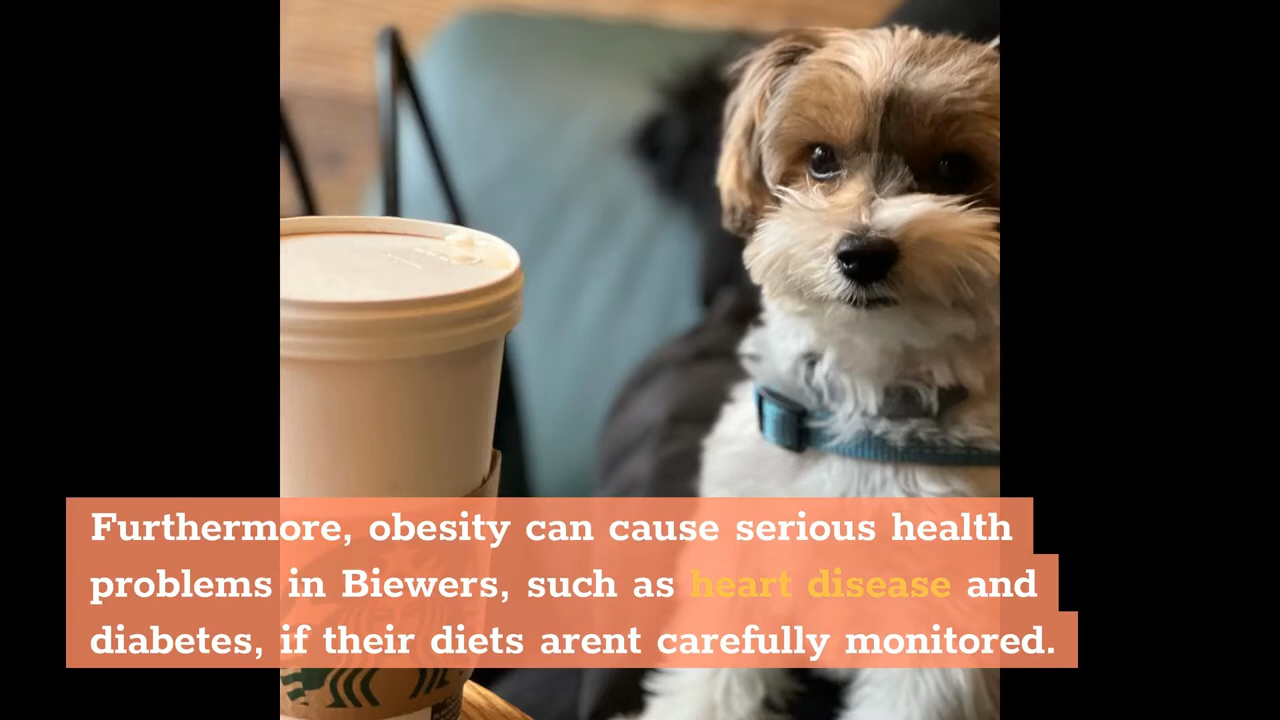 Furthermore, obesity can cause serious health
problems in Biewers, such as heart disease and
diabetes, if their diets arent carefully monitored.